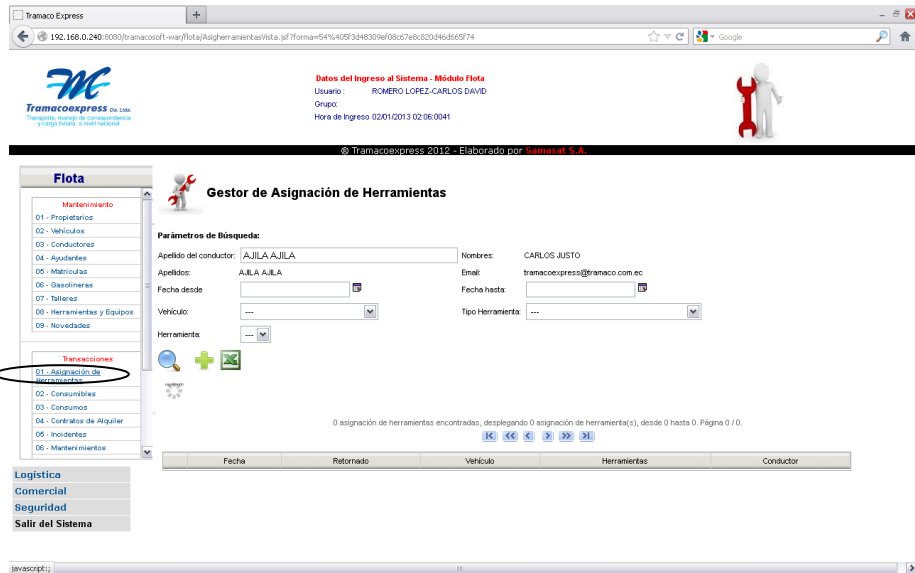 Tramaco Express
192.168.0.240:8080/tramacosoft-war/flota/AsigherramientasVista.jsf?forma=54%405f3d48309ef08c67e8c820d46d665f74
Google
Tramacoexpress Cía. Ltda.
Transporte, manejo de correspondencia
y carga liviana a nivel nacional
Datos del Ingreso al Sistema - Módulo Flota
Usuario : ROMERO LOPEZ-CARLOS DAVID
Grupo:
Hora de Ingreso 02/01/2013 02:06:0041
® Tramacoexpress 2012 - Elaborado por Samasat S.A.
Flota
Mantenimiento
01 - Propietarios
02 - Vehículos
03 - Conductores
04 - Ayudantes
05 - Matrículas
06 - Gasolineras
07 - Talleres
08 - Herramientas y Equipos
09 - Novedades
Transacciones
01 - Asignación de
Herramientas
02 - Consumibles
03 - Consumos
04 - Contratos de Alquiler
05 - Incidentes
06 - Mantenimientos
Logística
Comercial
Seguridad
Salir del Sistema
Gestor de Asignación de Herramientas
Parámetros de Búsqueda:
Apellido del conductor: AJILA AJILA Nombres: CARLOS JUSTO
Apellidos: AJILA AJILA Email: tramacoexpress@tramaco.com.ec
Fecha desde Fecha hasta:
Vehículo: --- Tipo Herramienta: ---
Herramienta: ---
0 asignación de herramientas encontradas, desplegando 0 asignación de herramienta(s), desde 0 hasta 0. Página 0 / 0.
Fecha Retornado Vehículo Herramientas Conductor
javascript:;